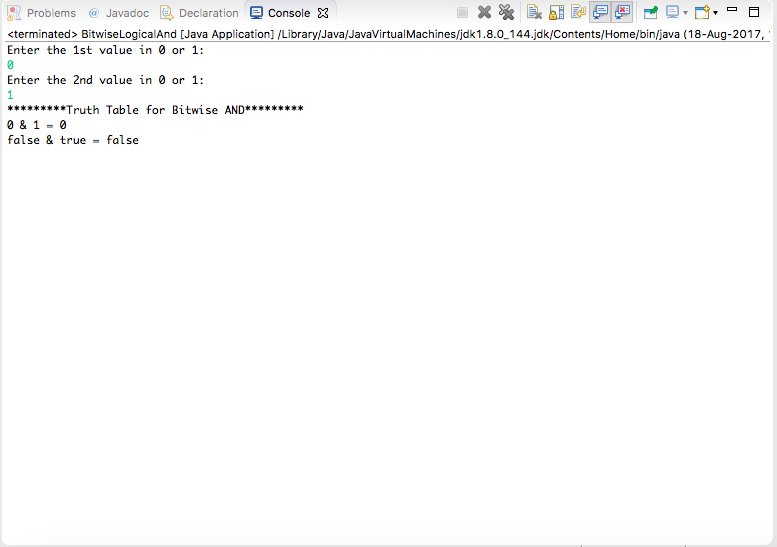 Problems @ Javadoc Declaration Console
<terminated> BitwiseLogicalAnd [Java Application] /Library/Java/JavaVirtualMachines/jdk1.8.0_144.jdk/Contents/Home/bin/java (18-Aug-2017,
Enter the 1st value in 0 or 1:
0
Enter the 2nd value in 0 or 1:
1
*********Truth Table for Bitwise AND*********
0 & 1 = 0
false & true = false